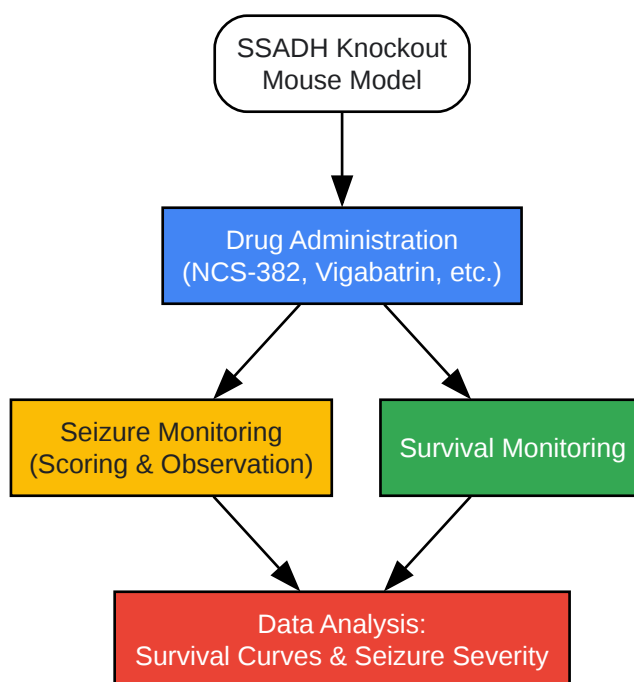 SSADH Knockout
Mouse Model
Drug Administration
(NCS-382, Vigabatrin, etc.)
Seizure Monitoring
(Scoring & Observation)
Survival Monitoring
Data Analysis:
Survival Curves & Seizure Severity